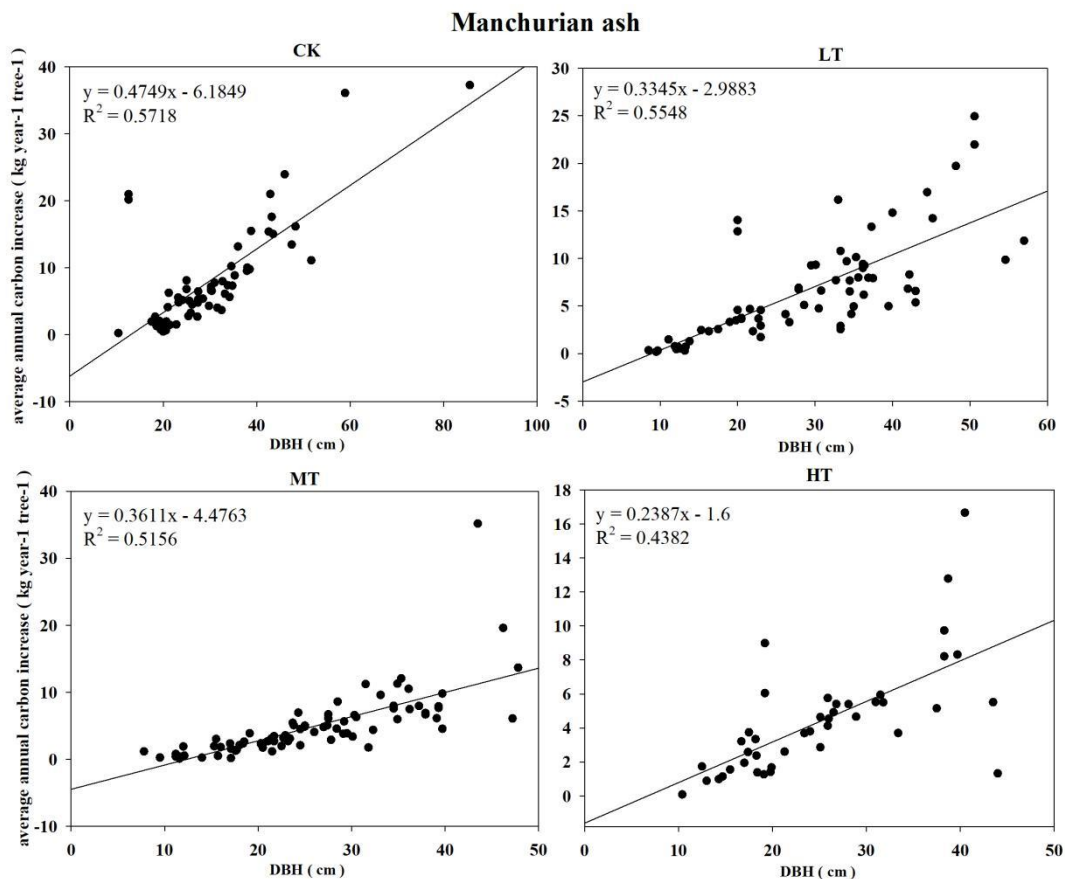 Manchurian ash
CK
y = 0.4749x - 6.1849
R2 = 0.5718
average annual carbon increase ( kg year-1 tree-1 )
40
30
20
10
0
-10
0 20 40 60 80 100
DBH ( cm )
LT
y = 0.3345x - 2.9883
R2 = 0.5548
30
25
20
15
10
5
0
-5
0 10 20 30 40 50 60
DBH ( cm )
MT
y = 0.3611x - 4.4763
R2 = 0.5156
average annual carbon increase ( kg year-1 tree-1 )
40
30
20
10
0
-10
0 10 20 30 40 50
DBH ( cm )
HT
y = 0.2387x - 1.6
R2 = 0.4382
18
16
14
12
10
8
6
4
2
0
0 10 20 30 40 50
DBH ( cm )